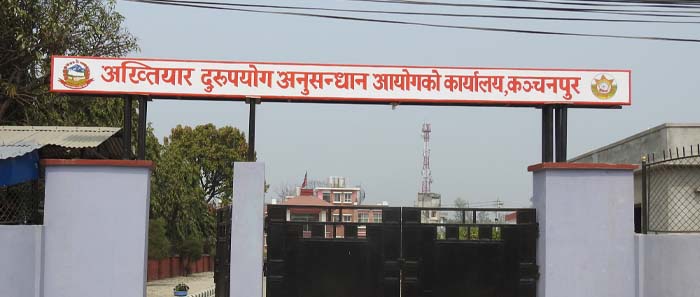 अख्तियार दुरुपयोग अनुसन्धान आयोगको कार्यालय,कञ्चनपुर